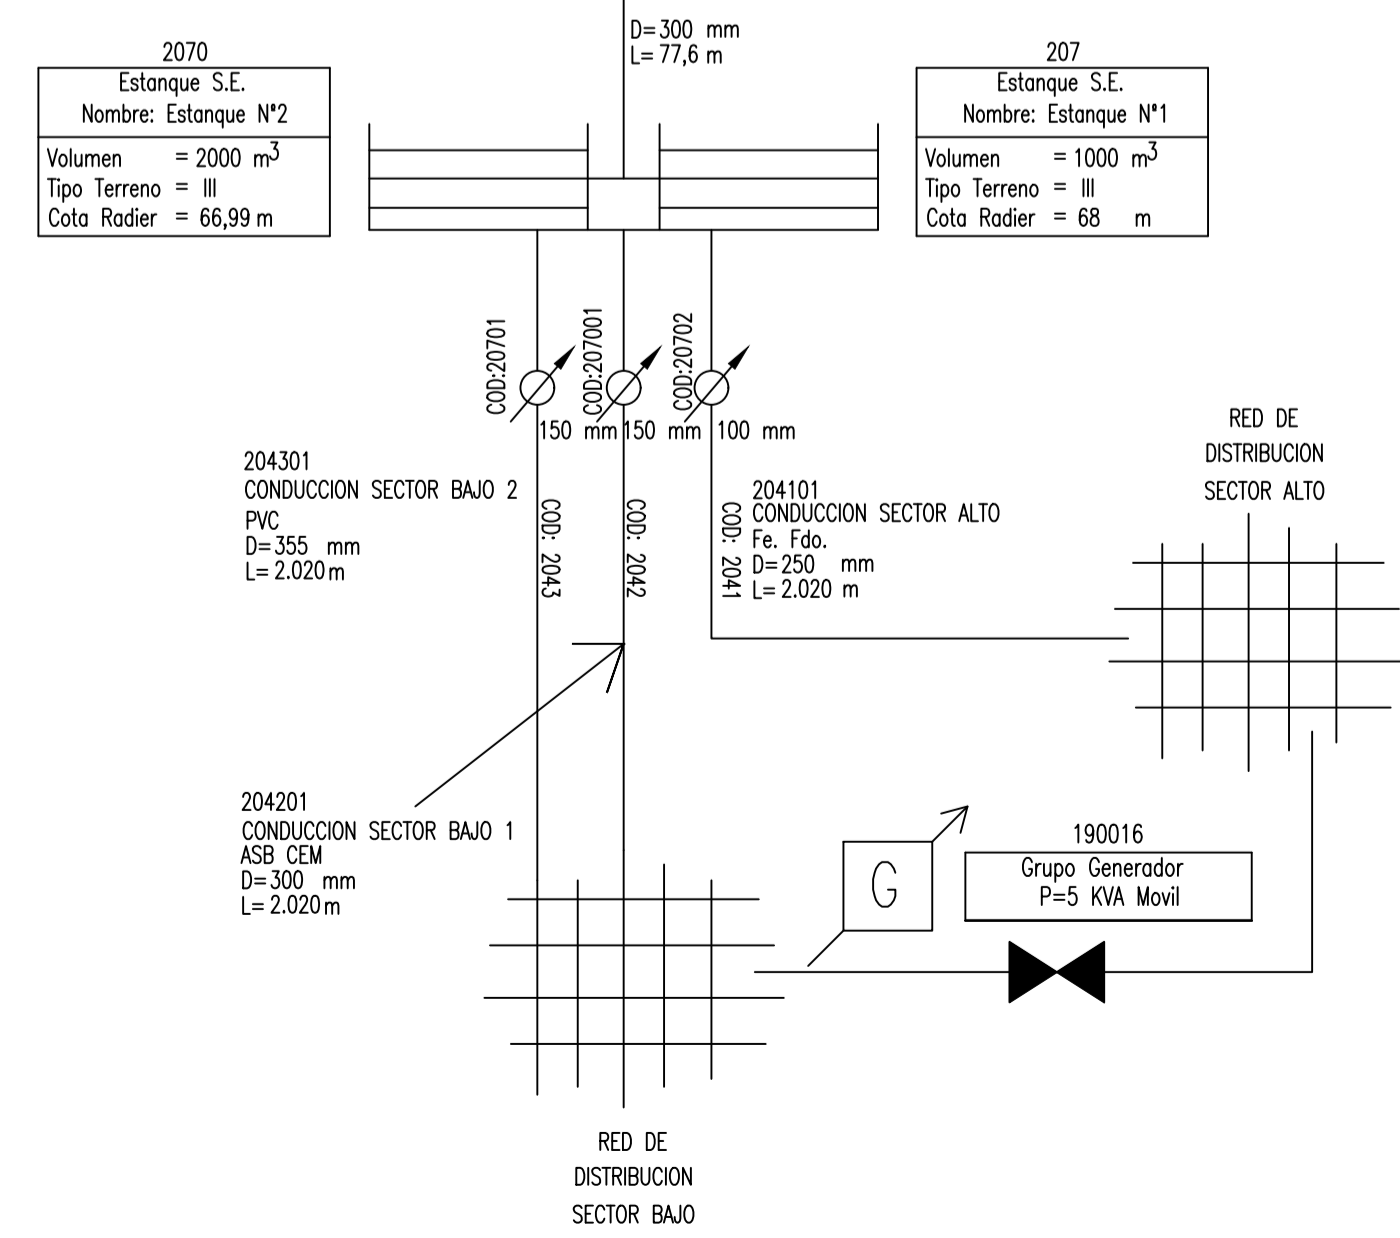 D=300 mm
L= 77,6 m
2070
Estanque S.E.
Nombre: Estanque N°2
Volumen = 2000 m³
Tipo Terreno = III
Cota Radier = 66,99 m
207
Estanque S.E.
Nombre: Estanque N°1
Volumen = 1000 m³
Tipo Terreno = III
Cota Radier = 68 m
COD:20701
COD:207001
COD:20702
150 mm
150 mm
100 mm
204301
CONDUCCION SECTOR BAJO 2
PVC
D=355 mm
L= 2.020 m
COD: 2043
COD: 2042
COD: 2041
204101
CONDUCCION SECTOR ALTO
Fe. Fdo.
D=250 mm
L= 2.020 m
RED DE
DISTRIBUCION
SECTOR ALTO
204201
CONDUCCION SECTOR BAJO 1
ASB CEM
D=300 mm
L= 2.020 m
G
190016
Grupo Generador
P=5 KVA Movil
RED DE
DISTRIBUCION
SECTOR BAJO